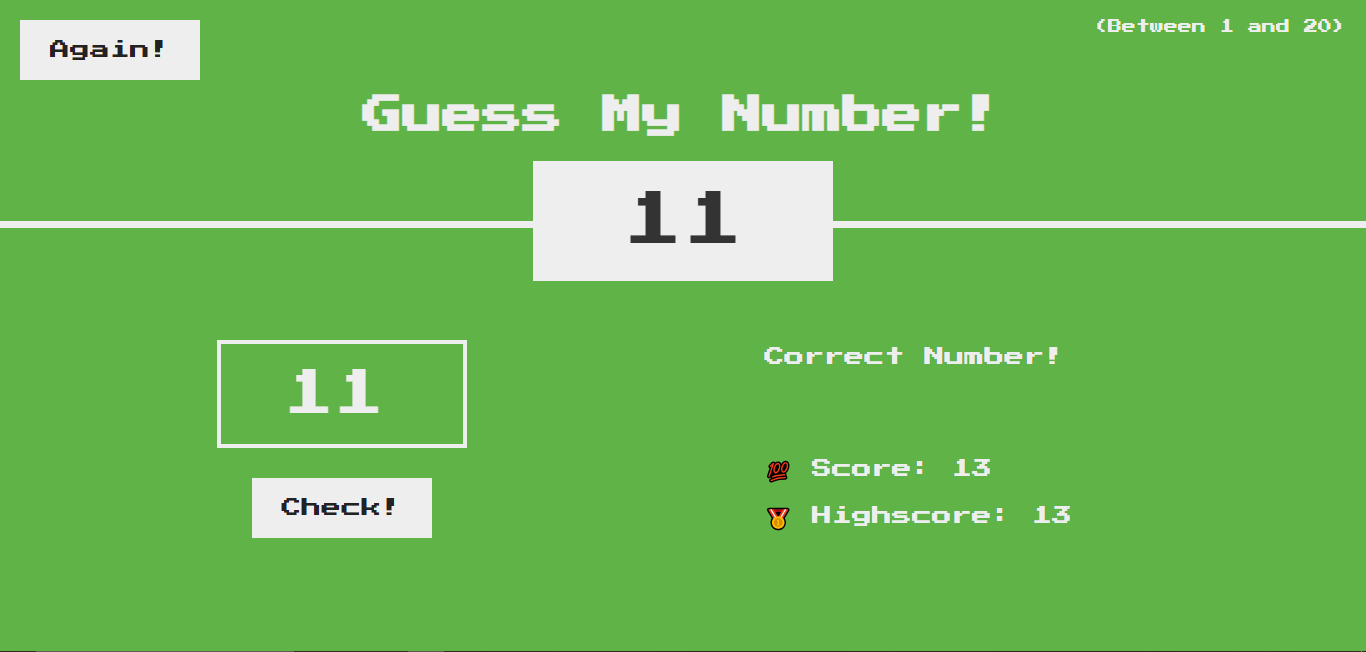 Again!
(Between 1 and 20)
Guess My Number!
11
11
Check!
Correct Number!
💯 Score: 13
🥇 Highscore: 13